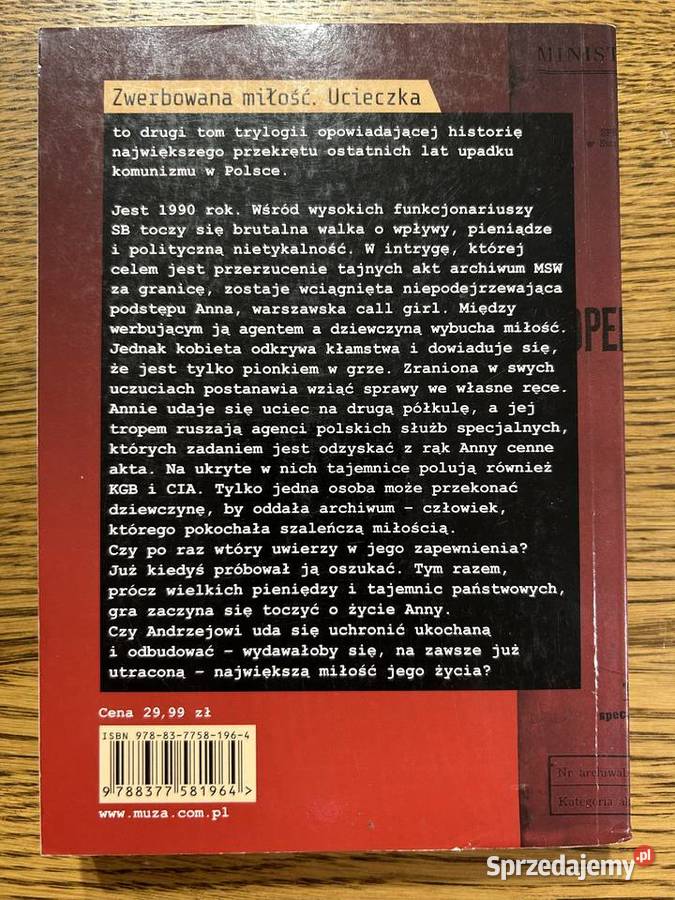 MINIST
Zwerbowana miłość. Ucieczka
to drugi tom trylogii opowiadającej historię
największego przekrętu ostatnich lat upadku
komunizmu w Polsce.
Jest 1990 rok. Wśród wysokich funkcjonariuszy
SB toczy się brutalna walka o wpływy, pieniądze
i polityczną nietykalność. W intrygę, której
celem jest przerzucenie tajnych akt archiwum MSW
za granicę, zostaje wciągnięta niepodejrzewająca
podstępu Anna, warszawska call girl. Między
werbującym ją agentem a dziewczyną wybucha miłość.
Jednak kobieta odkrywa kłamstwa i dowiaduje się,
że jest tylko pionkiem w grze. Zraniona w swych
uczuciach postanawia wziąć sprawy we własne ręce.
Annie udaje się uciec na drugą półkulę, a jej
tropem ruszają agenci polskich służb specjalnych,
których zadaniem jest odzyskać z rąk Anny cenne
akta. Na ukryte w nich tajemnice polują również
KGB i CIA. Tylko jedna osoba może przekonać
dziewczynę, by oddała archiwum – człowiek,
którego pokochała szaleńczą miłością.
Czy po raz wtóry uwierzy w jego zapewnienia?
Już kiedyś próbował ją oszukać. Tym razem,
prócz wielkich pieniędzy i tajemnic państwowych,
gra zaczyna się toczyć o życie Anny.
Czy Andrzejowi uda się uchronić ukochaną
i odbudować – wydawałoby się, na zawsze już
utraconą – największą miłość jego życia?
OPE
Cena 29,99 zł
ISBN 978-83-7758-196-4
9 788377 581964 >
www.muza.com.pl
spec
Nr archiwal
Kategoria a
Sprzedajemy.pl